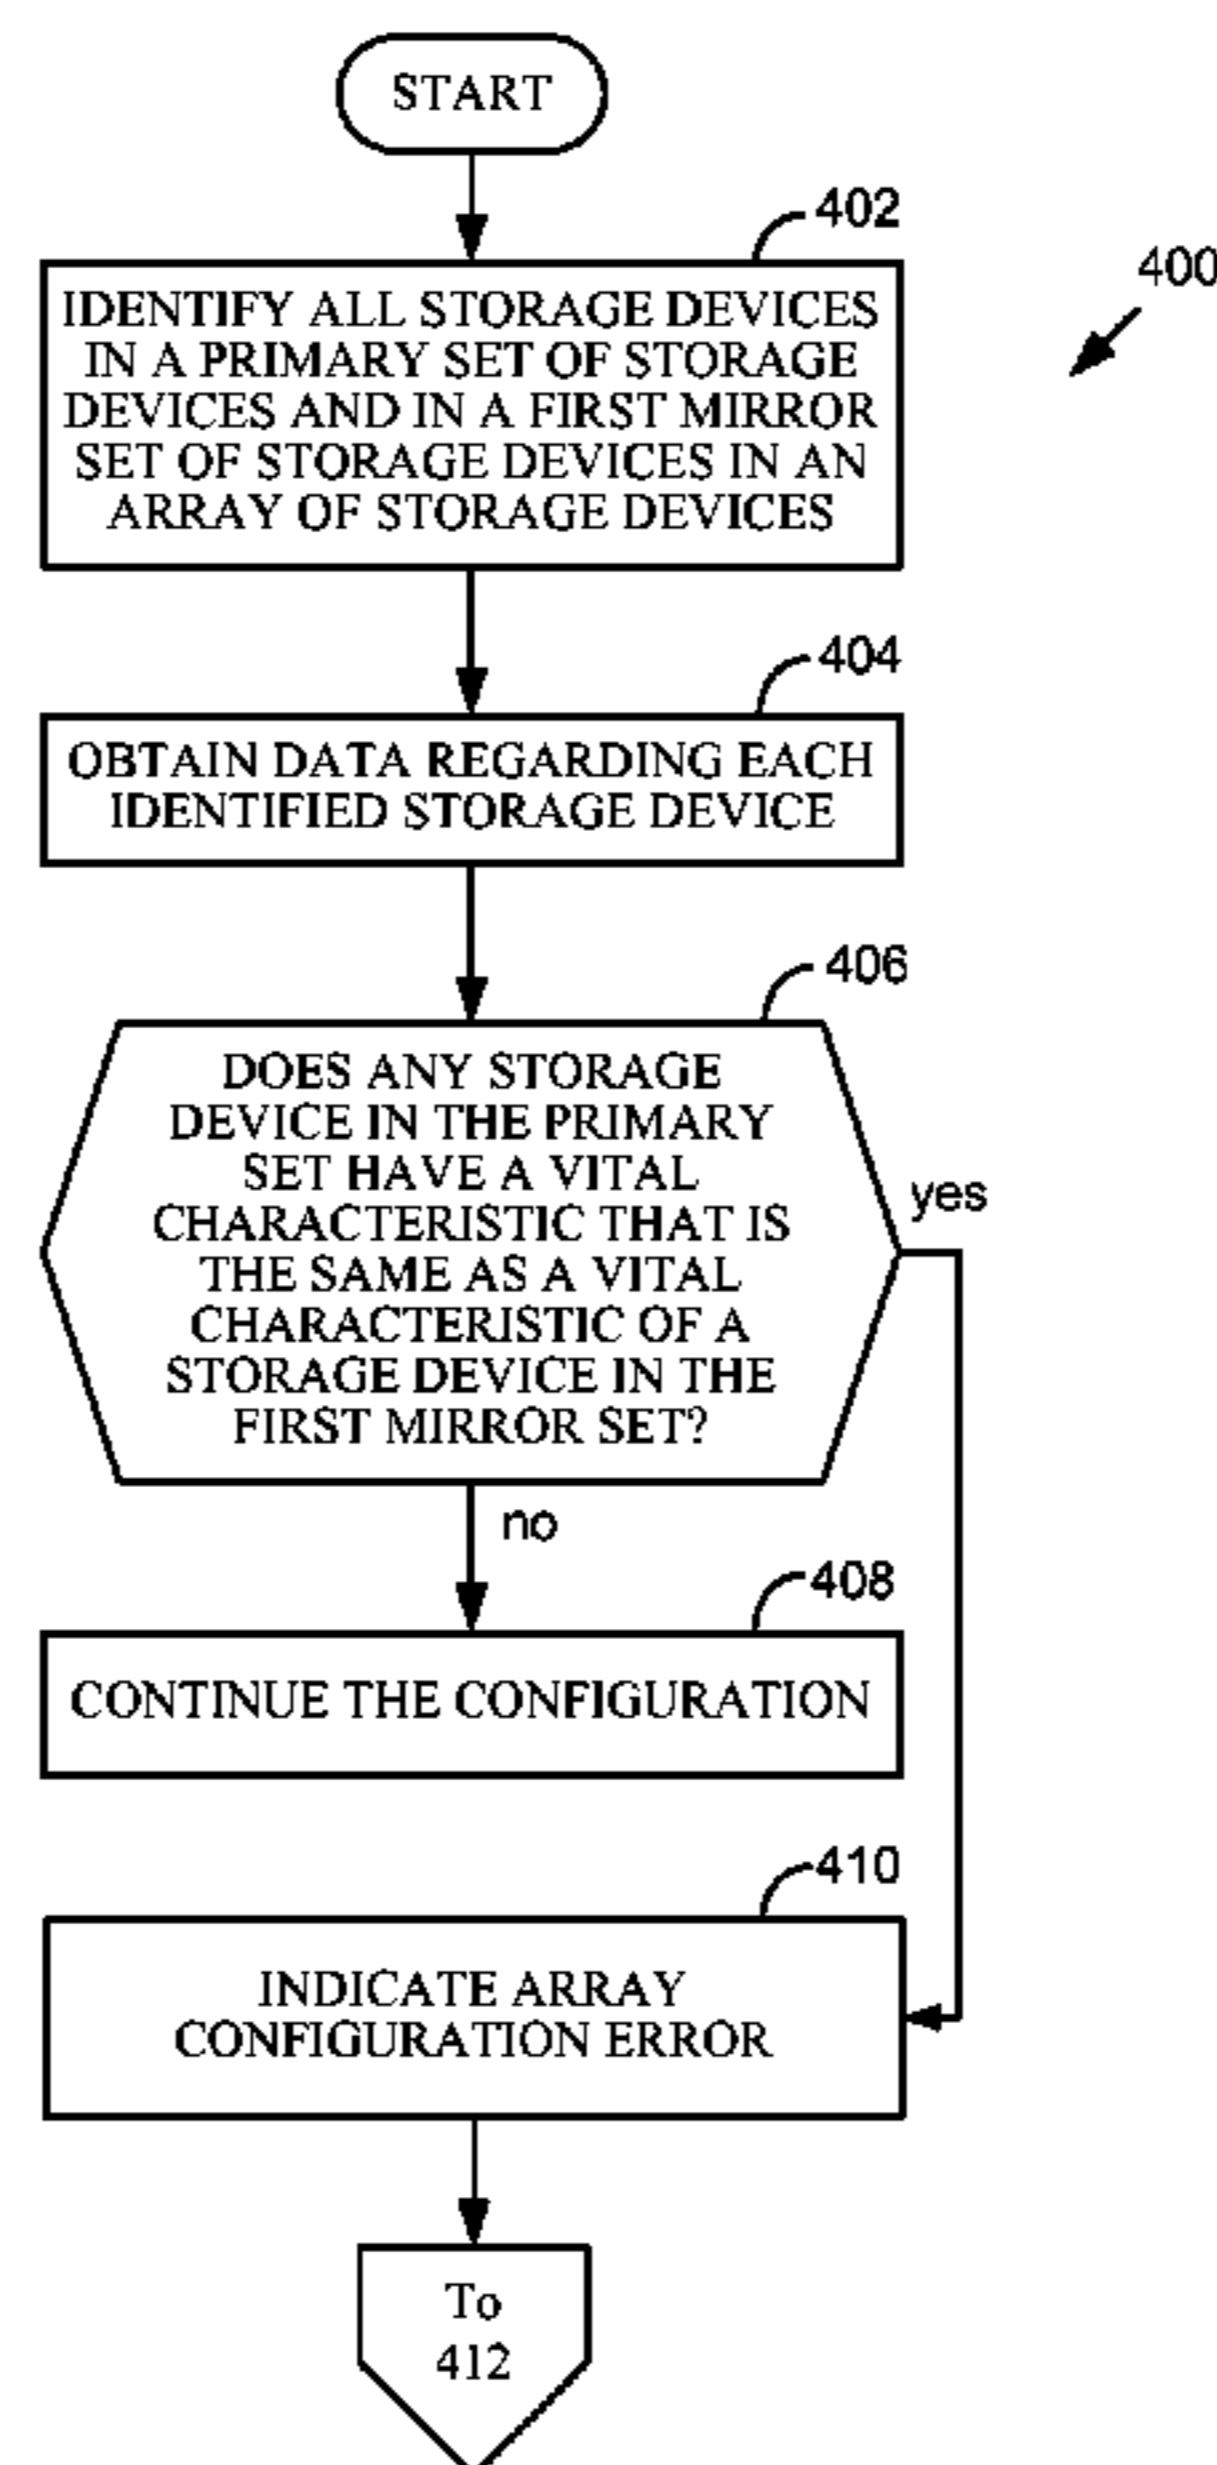 START
402
400
IDENTIFY ALL STORAGE DEVICES
IN A PRIMARY SET OF STORAGE
DEVICES AND IN A FIRST MIRROR
SET OF STORAGE DEVICES IN AN
ARRAY OF STORAGE DEVICES
404
OBTAIN DATA REGARDING EACH
IDENTIFIED STORAGE DEVICE
406
DOES ANY STORAGE
DEVICE IN THE PRIMARY
SET HAVE A VITAL
CHARACTERISTIC THAT IS
THE SAME AS A VITAL
CHARACTERISTIC OF A
STORAGE DEVICE IN THE
FIRST MIRROR SET?
yes
no
408
CONTINUE THE CONFIGURATION
410
INDICATE ARRAY
CONFIGURATION ERROR
To
412